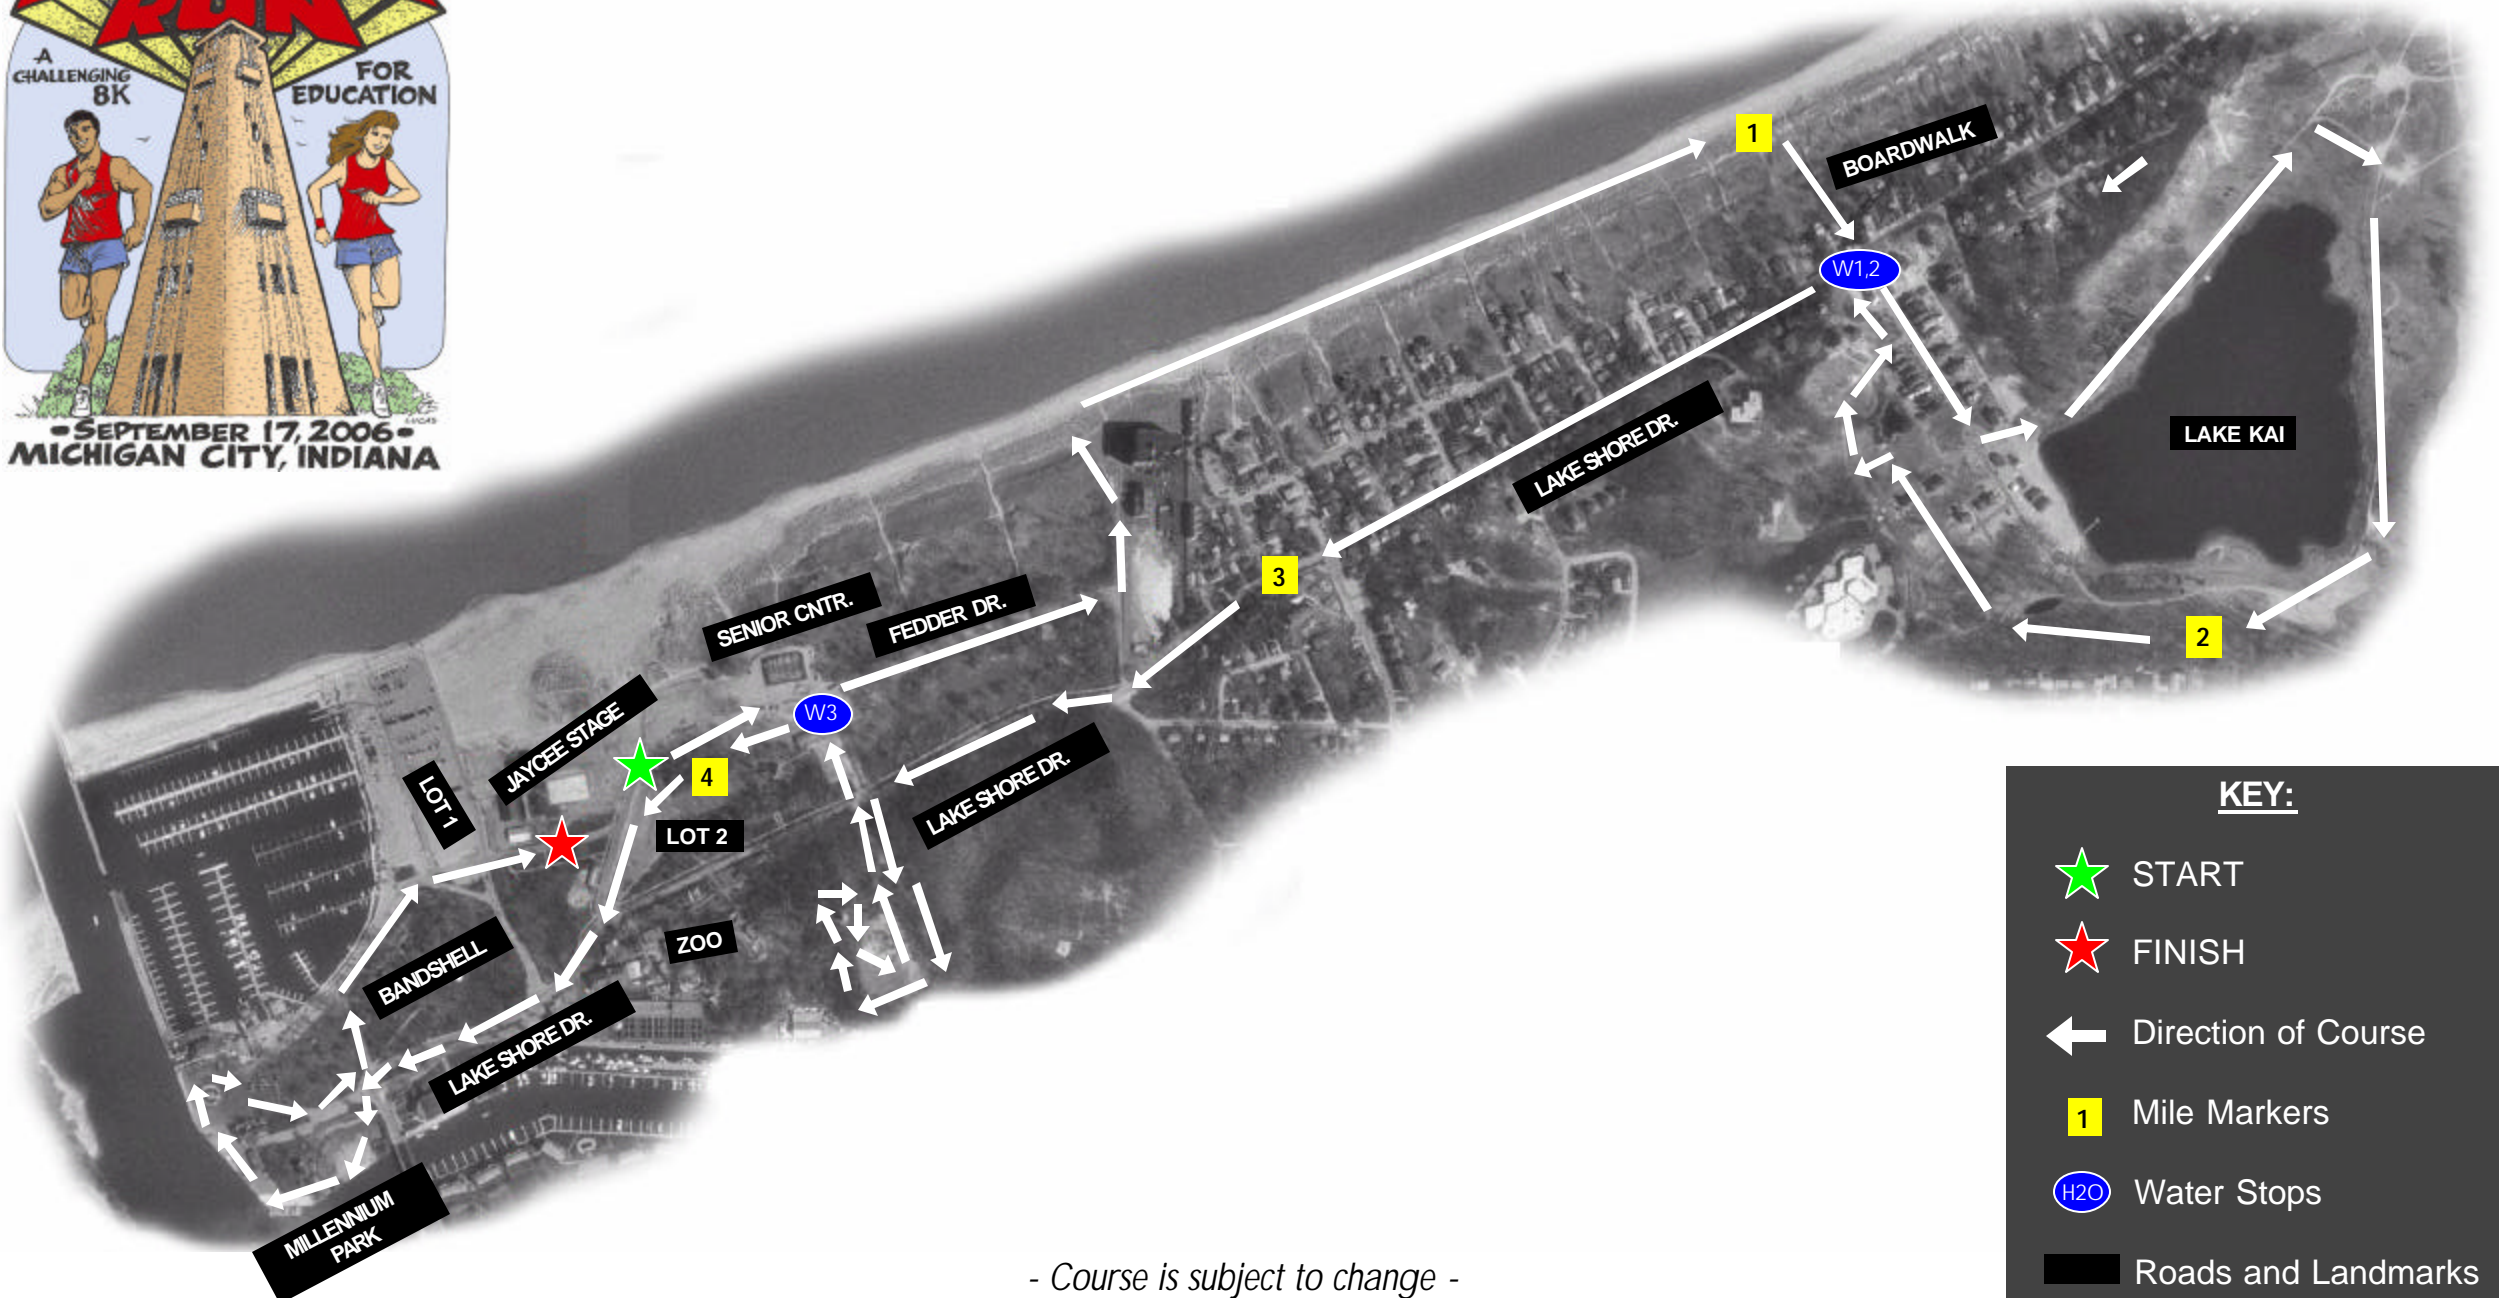 RUN
A
CHALLENGING
8K
FOR
EDUCATION
LUCAS
-SEPTEMBER 17, 2006-
MICHIGAN CITY, INDIANA
1
BOARDWALK
W1,2
LAKE KAI
LAKE SHORE DR.
3
2
SENIOR CNTR.
FEDDER DR.
W3
JAYCEE STAGE
4
LOT 1
LOT 2
LAKE SHORE DR.
ZOO
BANDSHELL
LAKE SHORE DR.
MILLENNIUM
PARK
KEY:
START
FINISH
Direction of Course
1 Mile Markers
H2O Water Stops
Roads and Landmarks
- Course is subject to change -